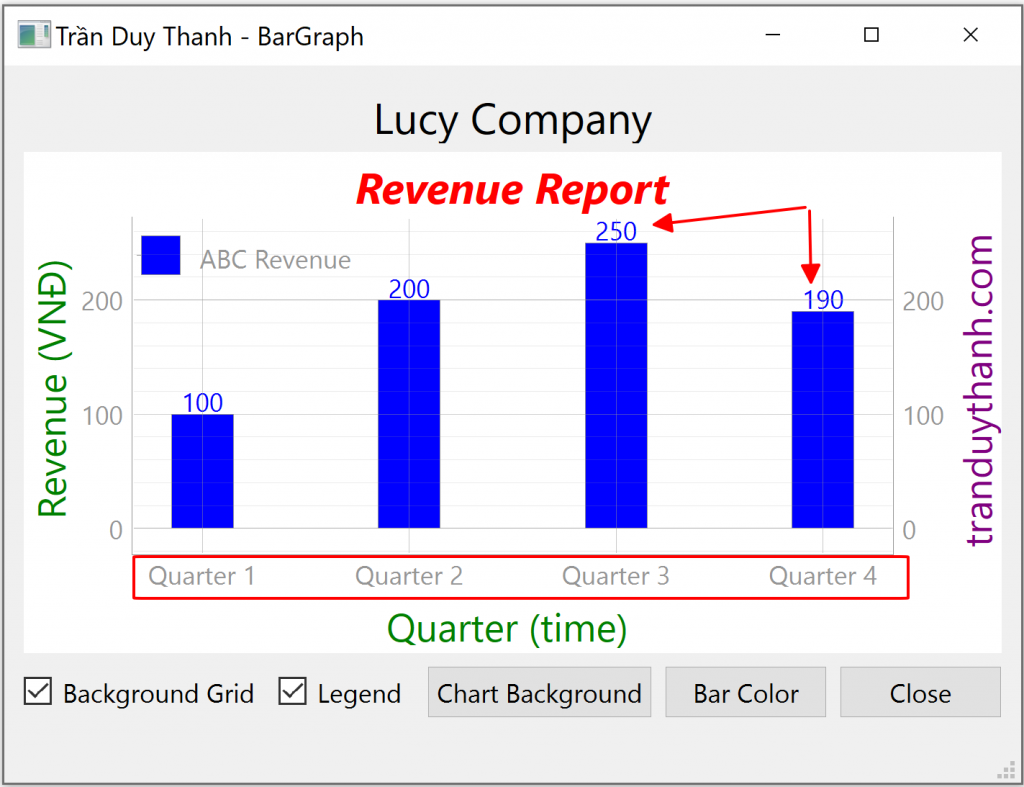 Trần Duy Thanh - BarGraph
Lucy Company
Revenue Report
ABC Revenue
250
200
190
100
Revenue (VNĐ)
200
100
0
200
100
0
tranduythanh.com
Quarter 1 Quarter 2 Quarter 3 Quarter 4
Quarter (time)
Background Grid Legend Chart Background Bar Color Close